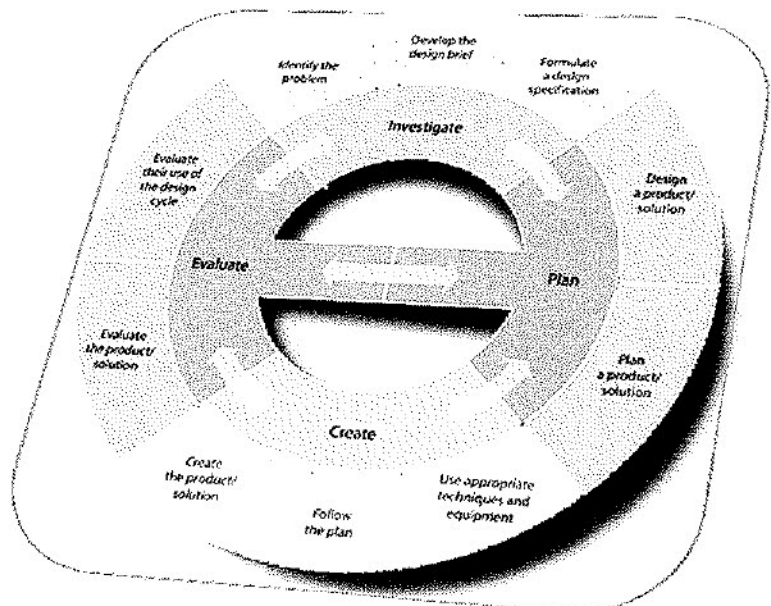 Identify the
problem
Develop the
design brief
Formulate
a design
specification
Investigate
Evaluate
their use of
the design
cycle
Design
a product/
solution
Evaluate
Plan
Evaluate
the product/
solution
Plan
a product/
solution
Create
Create
the product/
solution
Follow
the plan
Use appropriate
techniques and
equipment